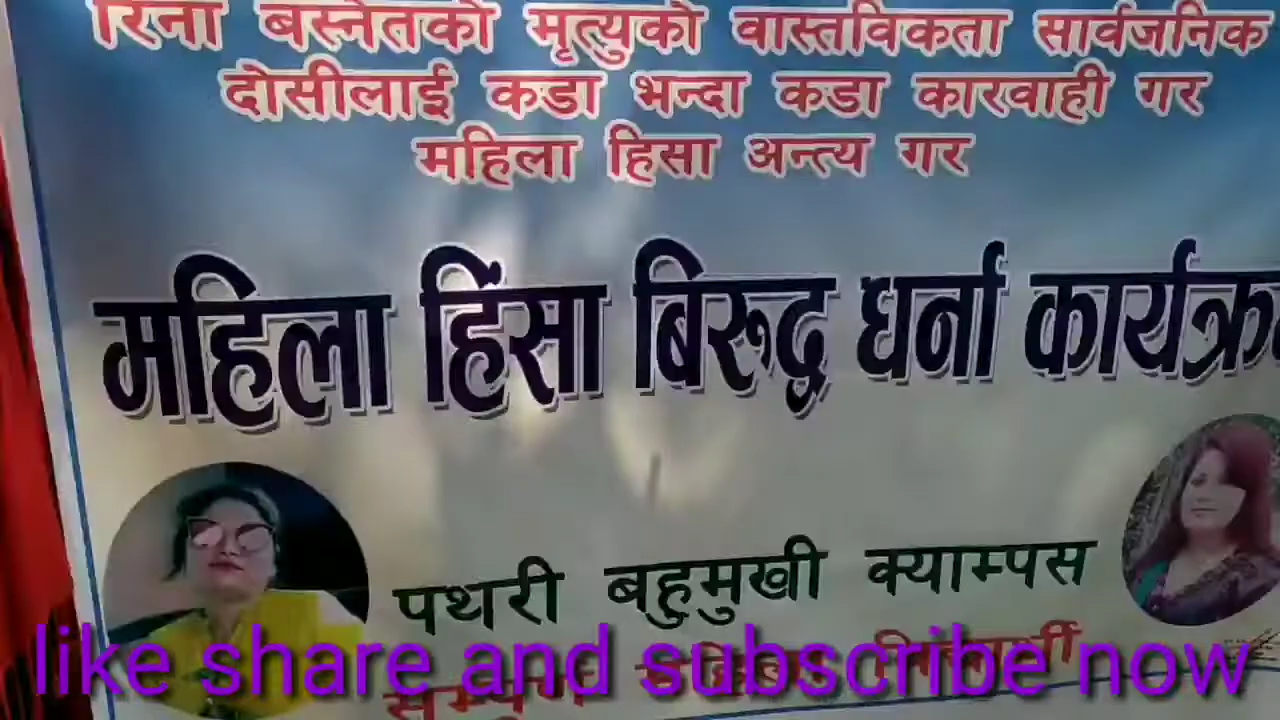 रिना बस्नेतको मृत्युको वास्तविकता सार्वजनिक
दोसीलाई कडा भन्दा कडा कारवाही गर
महिला हिसा अन्त्य गर
महिला हिंसा बिरूद्ध धर्ना कार्यक्र
पथरी बहुमुखी क्याम्पस
सम्पूर्ण
like share and subscribe now